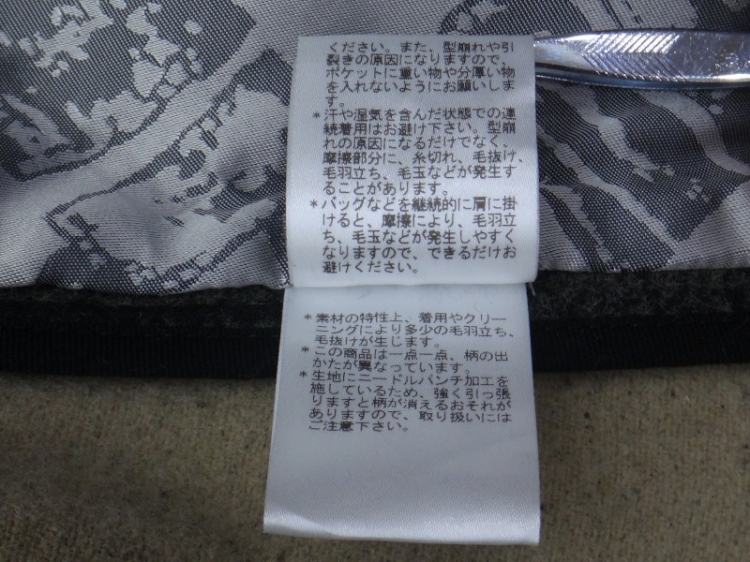 ください。また、型崩れや引
裂きの原因になりますので、
ポケットに重い物や分厚い物
を入れないようにお願いしま
す。
*汗や湿気を含んだ状態での連
続着用はお避け下さい。型崩
れの原因になるだけでなく、
摩擦部分に、糸切れ、毛抜け、
毛羽立ち、毛玉などが発生す
ることがあります。
*バッグなどを継続的に肩に掛
けると、摩擦により、毛羽立
ち、毛玉などが発生しやすく
なりますので、できるだけお
避けください。
*素材の特性上、着用やクリー
ニングにより多少の毛羽立ち、
毛抜けが生じます。
*この商品は一点一点、柄の出
かたが異なっています。
*生地にニードルパンチ加工を
施しているため、強く引っ張
りますと柄が消えるおそれが
ありますので、取り扱いには
ご注意下さい。